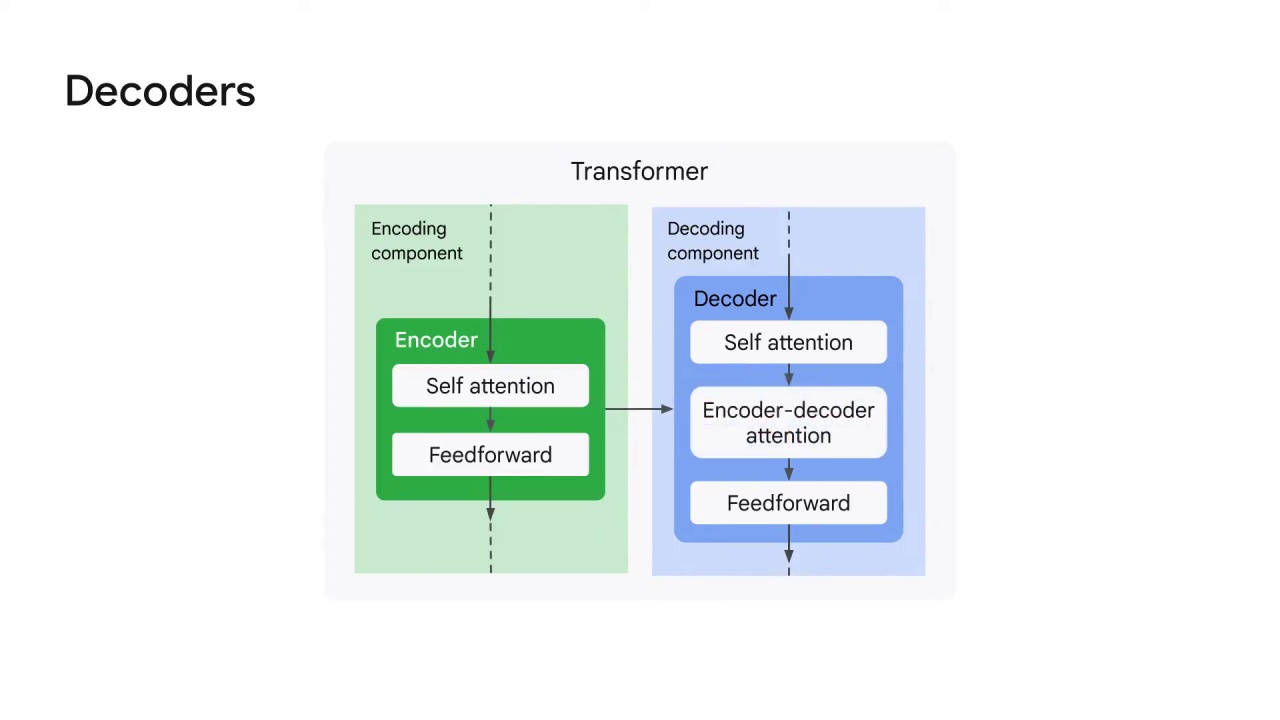 Decoders
Transformer
Encoding
component
Encoder
Self attention
Feedforward
Decoding
component
Decoder
Self attention
Encoder-decoder
attention
Feedforward